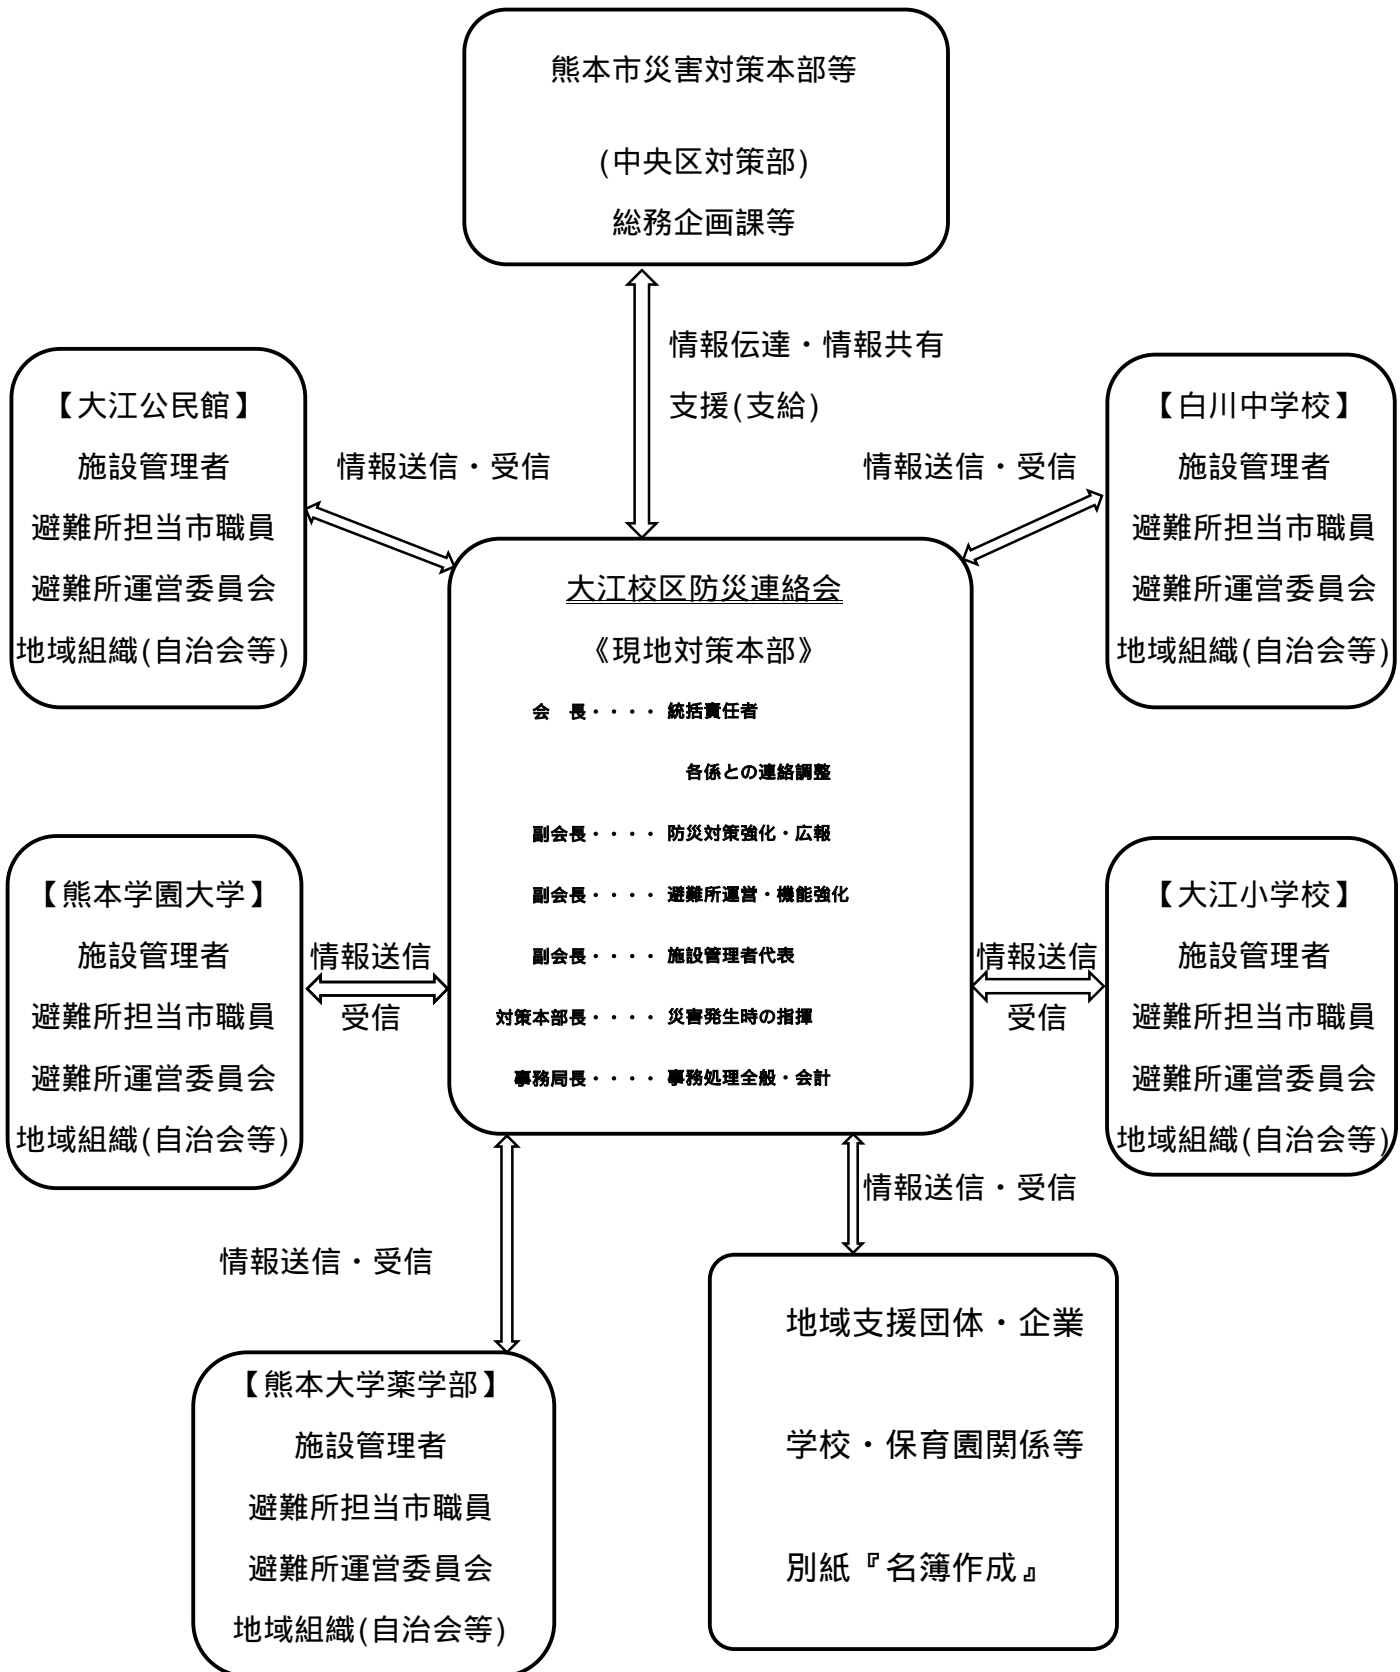 熊本市災害対策本部等
(中央区対策部)
総務企画課等
情報伝達・情報共有
支援(支給)
【大江公民館】
施設管理者
避難所担当市職員
避難所運営委員会
地域組織(自治会等)
情報送信・受信
情報送信・受信
【白川中学校】
施設管理者
避難所担当市職員
避難所運営委員会
地域組織(自治会等)
大江校区防災連絡会
《現地対策本部》
会　長・・・・ 統括責任者
各係との連絡調整
副会長・・・・ 防災対策強化・広報
副会長・・・・ 避難所運営・機能強化
副会長・・・・ 施設管理者代表
対策本部長・・・・ 災害発生時の指揮
事務局長・・・・ 事務処理全般・会計
【熊本学園大学】
施設管理者
避難所担当市職員
避難所運営委員会
地域組織(自治会等)
情報送信
受信
情報送信
受信
【大江小学校】
施設管理者
避難所担当市職員
避難所運営委員会
地域組織(自治会等)
情報送信・受信
情報送信・受信
【熊本大学薬学部】
施設管理者
避難所担当市職員
避難所運営委員会
地域組織(自治会等)
地域支援団体・企業
学校・保育園関係等
別紙『名簿作成』